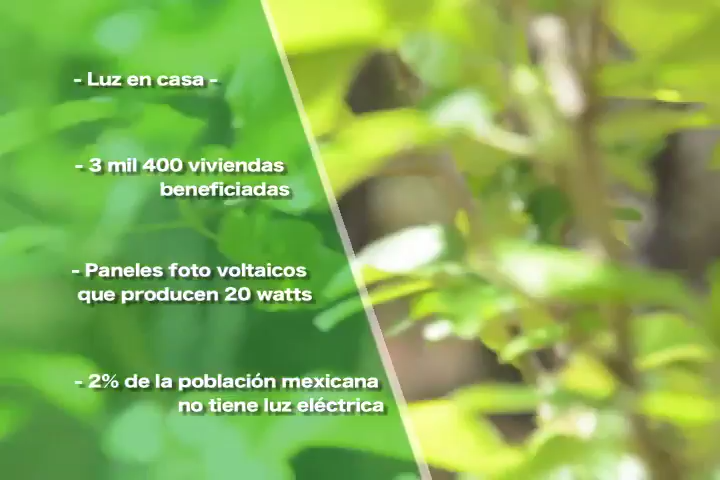 - Luz en casa -
- 3 mil 400 viviendas
beneficiadas
- Paneles foto voltaicos
que producen 20 watts
- 2% de la población mexicana
no tiene luz eléctrica